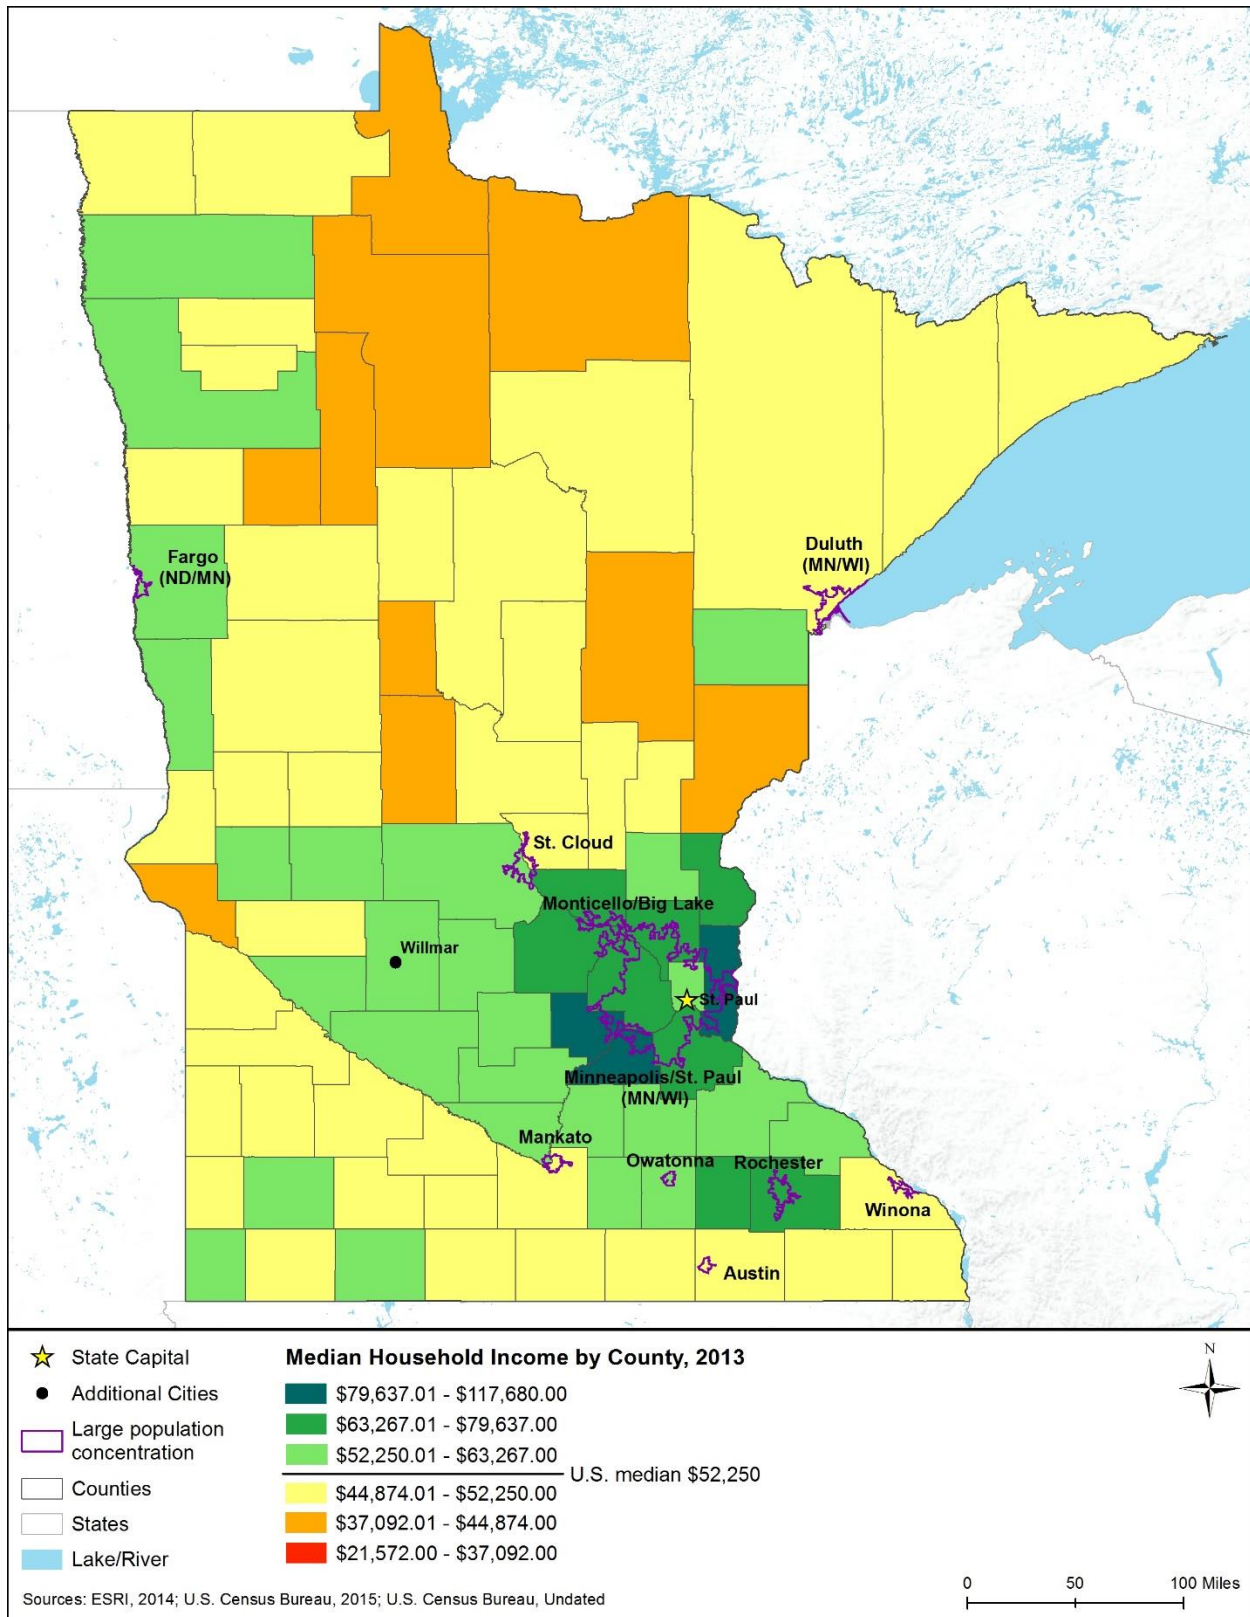 Fargo
(ND/MN)
Duluth
(MN/WI)
St. Cloud
Monticello/Big Lake
Willmar
St. Paul
Minneapolis/St. Paul
(MN/WI)
Mankato
Owatonna
Rochester
Winona
Austin
State Capital
Additional Cities
Large population
concentration
Counties
States
Lake/River
Median Household Income by County, 2013
$79,637.01 - $117,680.00
$63,267.01 - $79,637.00
$52,250.01 - $63,267.00
U.S. median $52,250
$44,874.01 - $52,250.00
$37,092.01 - $44,874.00
$21,572.00 - $37,092.00
N
0 50 100 Miles
Sources: ESRI, 2014; U.S. Census Bureau, 2015; U.S. Census Bureau, Undated